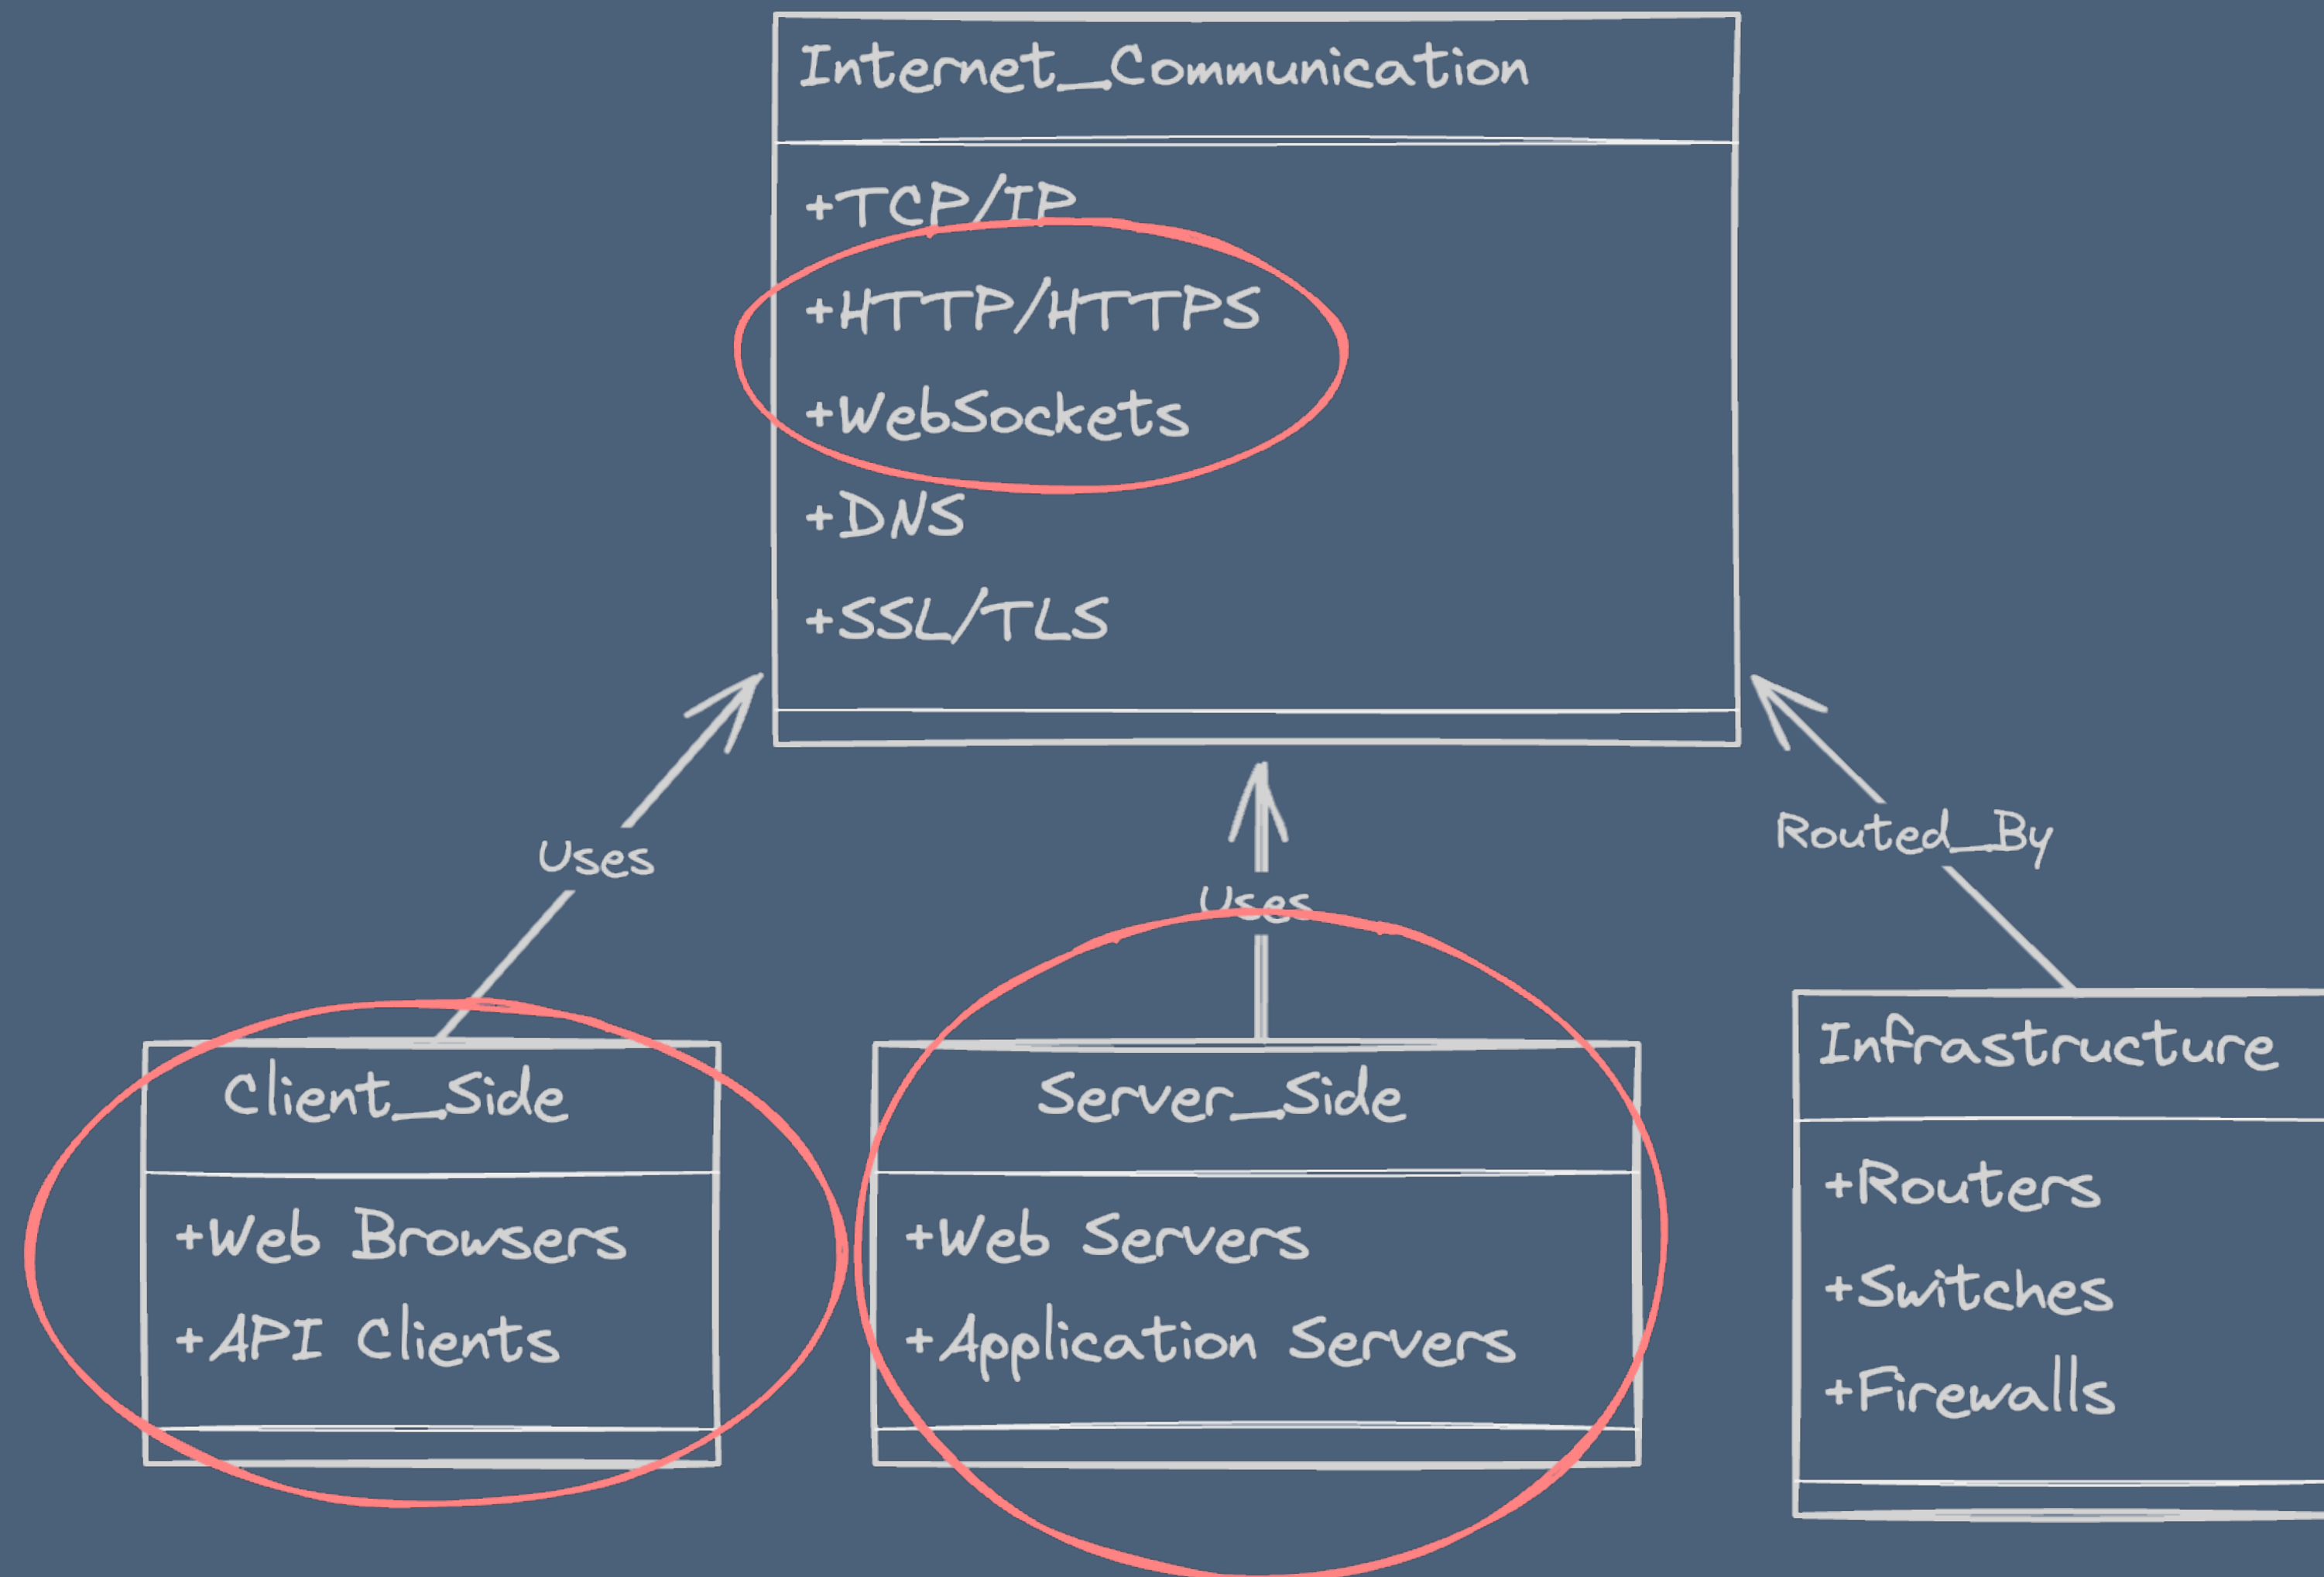 Internet_Communication
+TCP/IP
+HTTP/HTTPS
+WebSockets
+DNS
+SSL/TLS
Uses
Uses
Routed_By
Client_Side
+Web Browsers
+API Clients
Server_Side
+Web Servers
+Application Servers
Infrastructure
+Routers
+Switches
+Firewalls